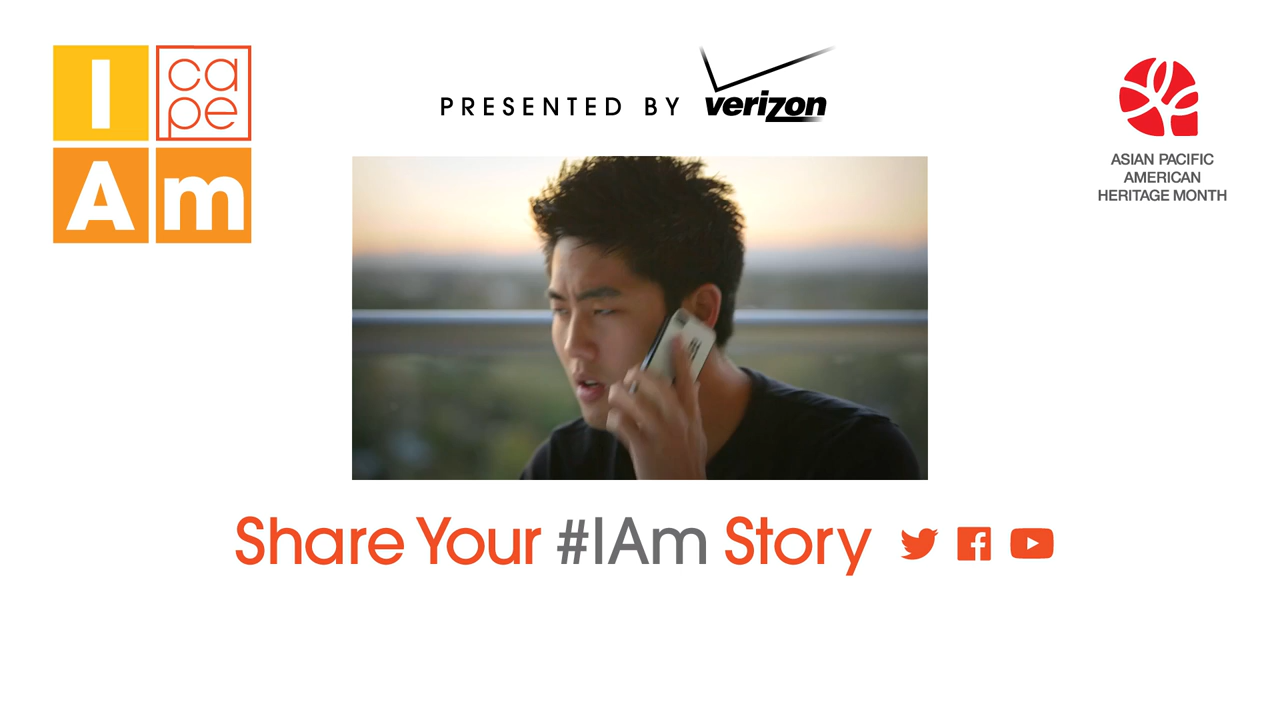 I
ca
pe
Am
PRESENTED BY verizon
ASIAN PACIFIC
AMERICAN
HERITAGE MONTH
Share Your #IAm Story